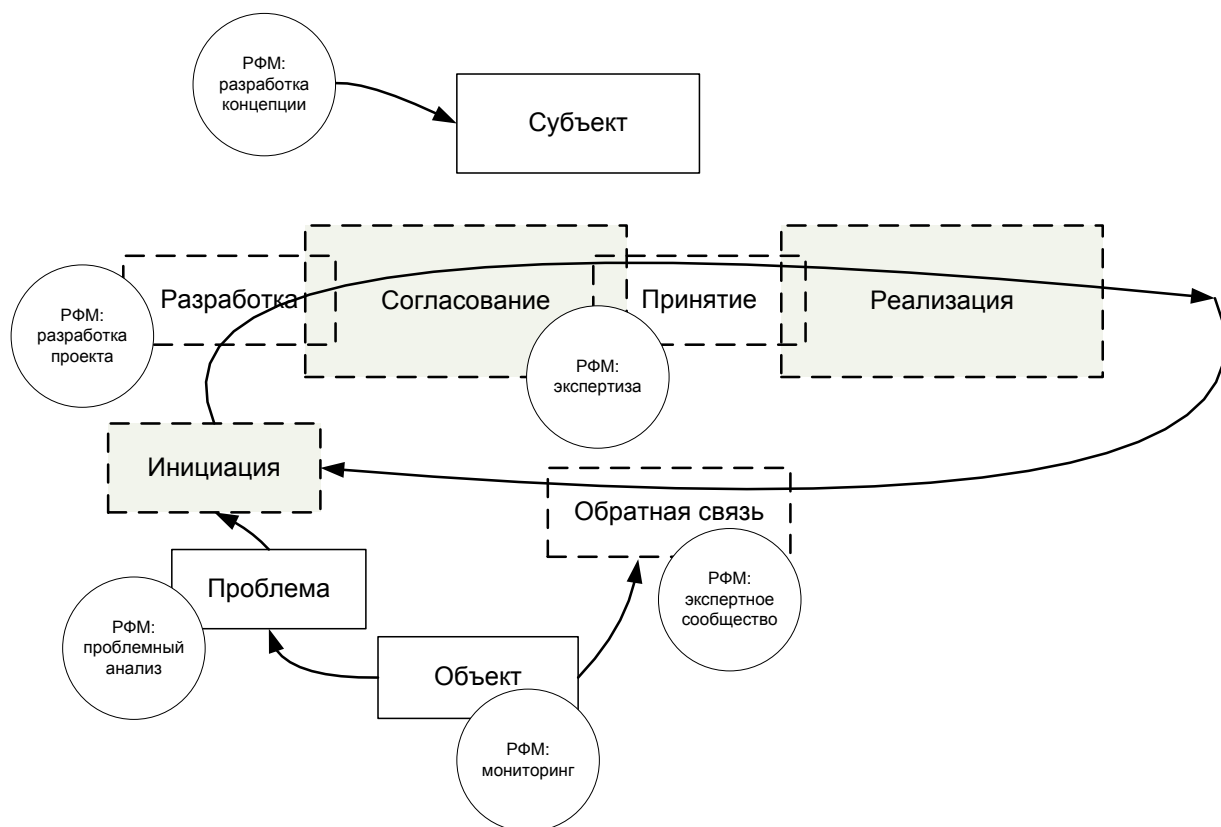 РФМ:
разработка
концепции
Субъект
Разработка
Согласование
Принятие
Реализация
РФМ:
разработка
проекта
РФМ:
экспертиза
Инициация
Обратная связь
Проблема
РФМ:
экспертное
сообщество
РФМ:
проблемный
анализ
Объект
РФМ:
мониторинг